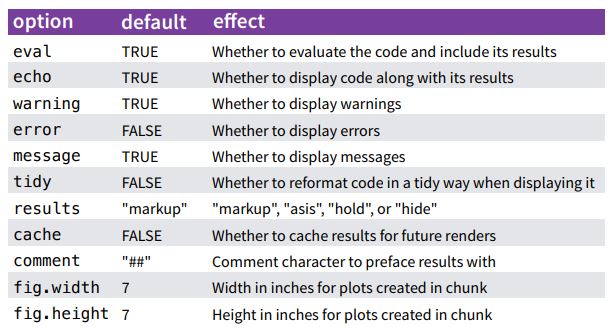 option default effect
eval TRUE Whether to evaluate the code and include its results
echo TRUE Whether to display code along with its results
warning TRUE Whether to display warnings
error FALSE Whether to display errors
message TRUE Whether to display messages
tidy FALSE Whether to reformat code in a tidy way when displaying it
results "markup" "markup", "asis", "hold", or "hide"
cache FALSE Whether to cache results for future renders
comment "##" Comment character to preface results with
fig.width 7 Width in inches for plots created in chunk
fig.height 7 Height in inches for plots created in chunk